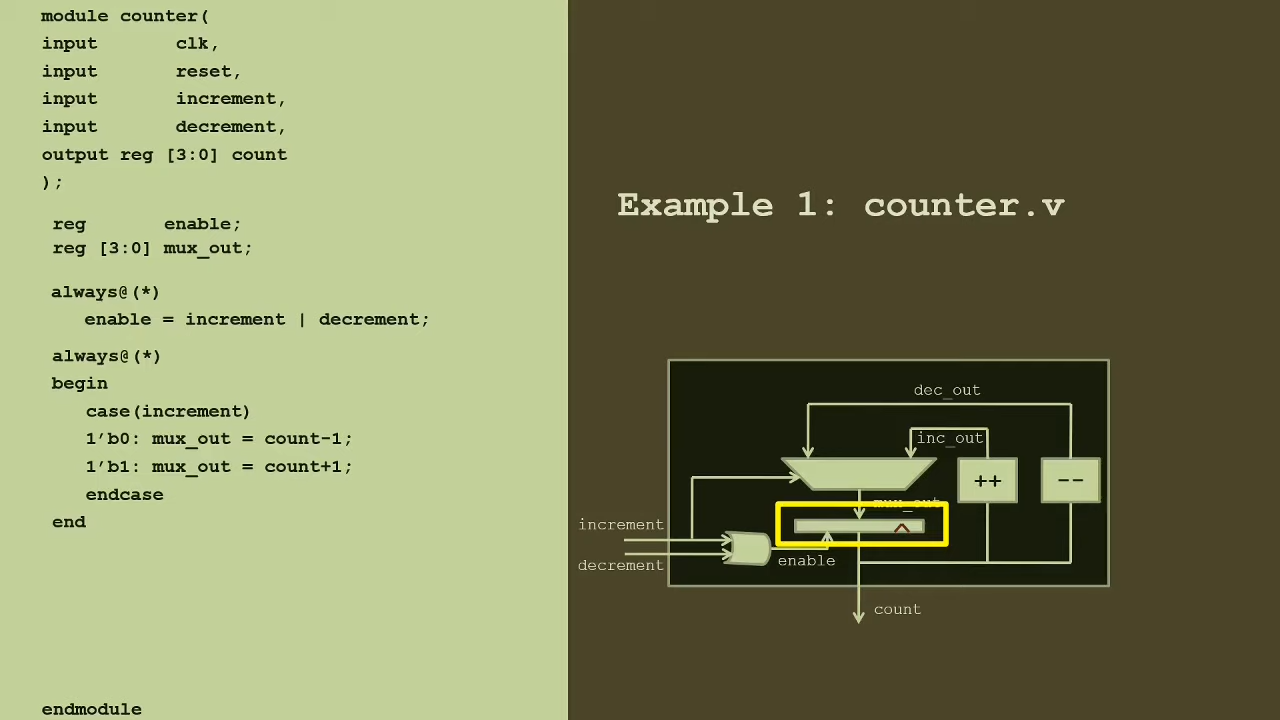 module counter(
input clk,
input reset,
input increment,
input decrement,
output reg [3:0] count
);
reg enable;
reg [3:0] mux_out;
always@(*)
enable = increment | decrement;
always@(*)
begin
case(increment)
1’b0: mux_out = count-1;
1’b1: mux_out = count+1;
endcase
end
endmodule
Example 1: counter.v
dec_out
inc_out
++
--
mux_out
increment
decrement
enable
count